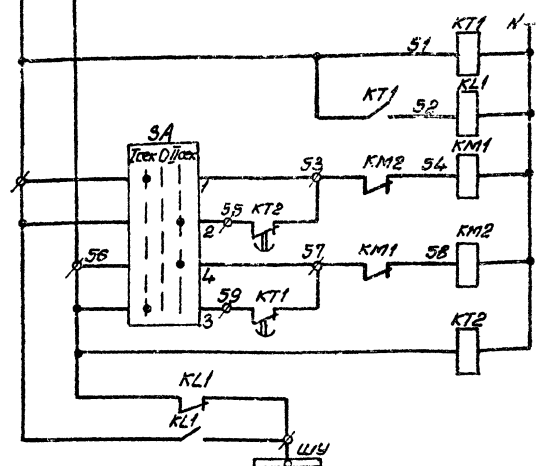 КТ1 N
51
КL1
КТ1 52
SA КМ1
Iсек 0 IIсек 53 КМ2 54
1
55 КТ2
2
КМ2
56 57 КМ1 58
4
59 КТ1
3
КТ2
КL1
КL1
ШУ